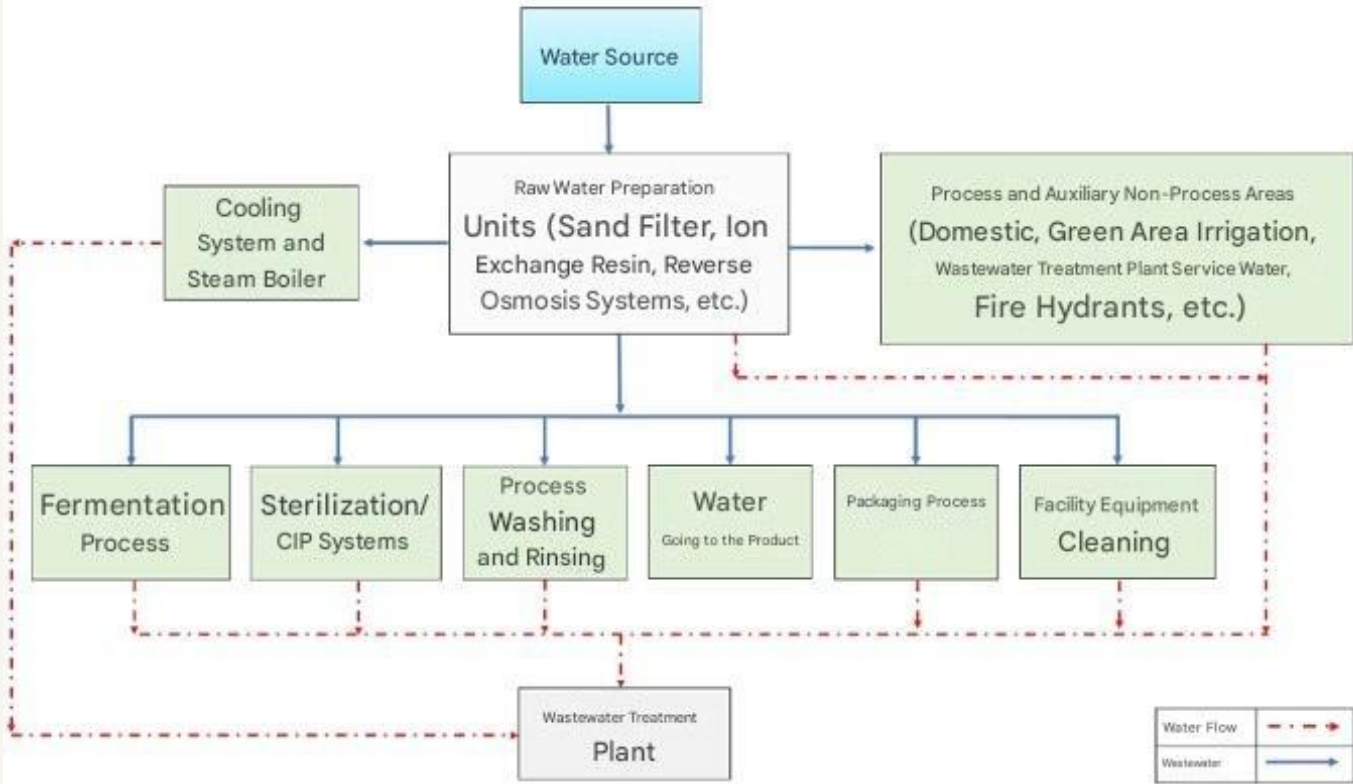 Water Source
Raw Water Preparation
Units (Sand Filter, Ion
Exchange Resin, Reverse
Osmosis Systems, etc.)
Cooling
System and
Steam Boiler
Process and Auxiliary Non-Process Areas
(Domestic, Green Area Irrigation,
Wastewater Treatment Plant Service Water,
Fire Hydrants, etc.)
Fermentation
Process
Sterilization/
CIP Systems
Process
Washing
and Rinsing
Water
Going to the Product
Packaging Process
Facility Equipment
Cleaning
Wastewater Treatment
Plant
Water Flow
Wastewater